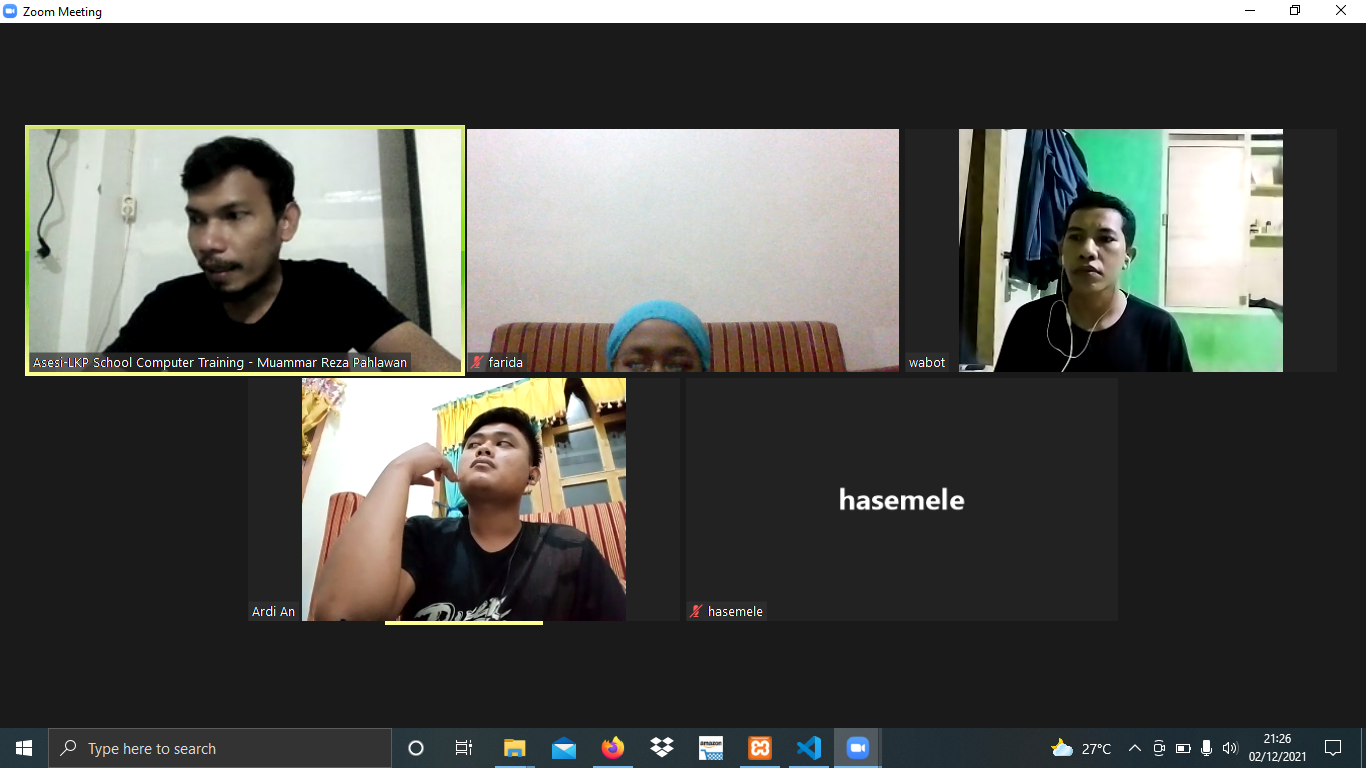 Zoom Meeting
Asesi-LKP School Computer Training - Muammar Reza Pahlawan
farida
wabot
Ardi An
hasemele
hasemele
Type here to search
amazon
27°C
21:26
02/12/2021